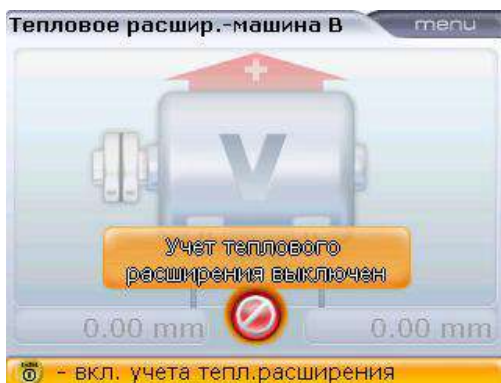 Тепловое расшир.-машина В
menu
V
Учет теплового
расширения выключен
0.00 mm
0.00 mm
- вкл. учета тепл.расширения